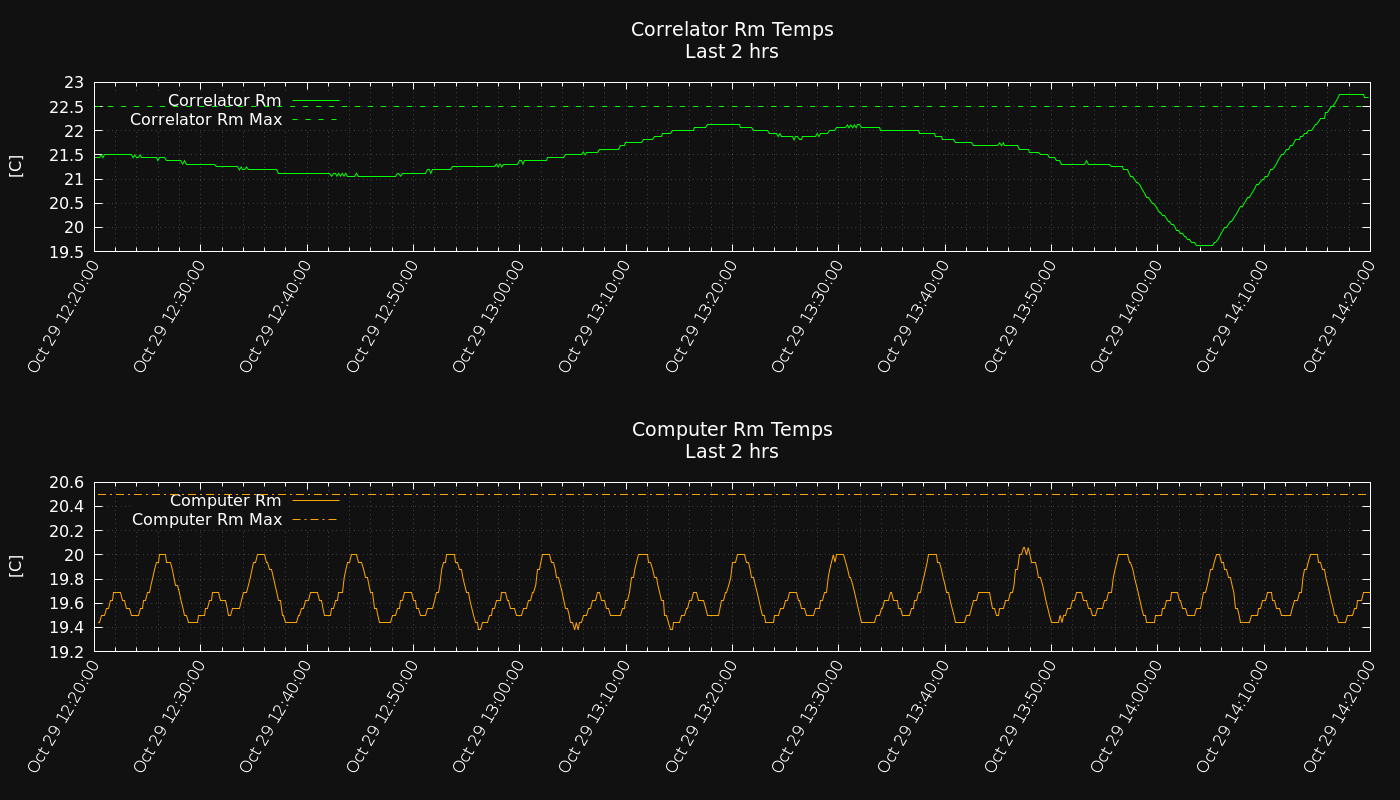 Correlator Rm Temps
Last 2 hrs
23
22.5
22
21.5
21
20.5
20
19.5
[C]
Correlator Rm
Correlator Rm Max
Oct 29 12:20:00
Oct 29 12:30:00
Oct 29 12:40:00
Oct 29 12:50:00
Oct 29 13:00:00
Oct 29 13:10:00
Oct 29 13:20:00
Oct 29 13:30:00
Oct 29 13:40:00
Oct 29 13:50:00
Oct 29 14:00:00
Oct 29 14:10:00
Oct 29 14:20:00
Computer Rm Temps
Last 2 hrs
20.6
20.4
20.2
20
19.8
19.6
19.4
19.2
[C]
Computer Rm
Computer Rm Max
Oct 29 12:20:00
Oct 29 12:30:00
Oct 29 12:40:00
Oct 29 12:50:00
Oct 29 13:00:00
Oct 29 13:10:00
Oct 29 13:20:00
Oct 29 13:30:00
Oct 29 13:40:00
Oct 29 13:50:00
Oct 29 14:00:00
Oct 29 14:10:00
Oct 29 14:20:00